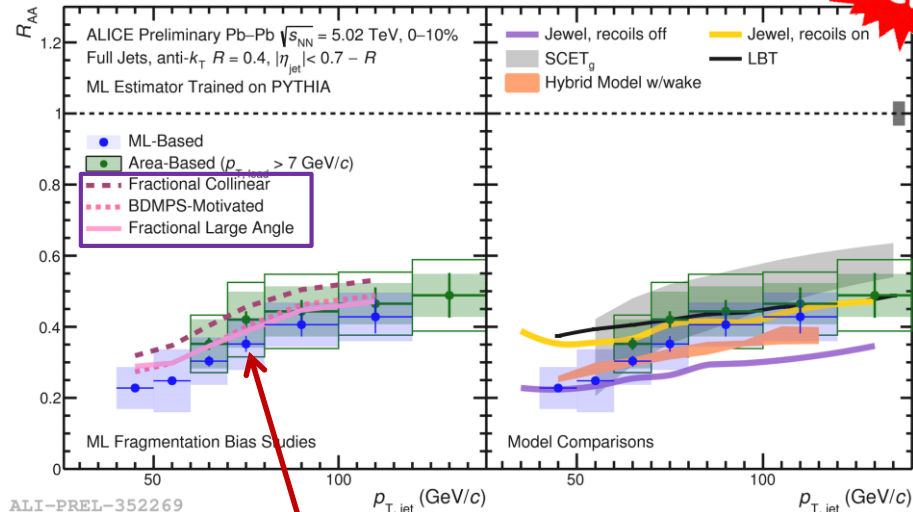 R_AA
1.2
1
0.8
0.6
0.4
0.2
0
ALICE Preliminary Pb–Pb √s_NN = 5.02 TeV, 0–10%
Full Jets, anti-k_T R = 0.4, |η_jet| < 0.7 – R
ML Estimator Trained on PYTHIA
ML-Based
Area-Based (p_T,lead > 7 GeV/c)
Fractional Collinear
BDMPS-Motivated
Fractional Large Angle
ML Fragmentation Bias Studies
50
100
p_T, jet (GeV/c)
Jewel, recoils off
Jewel, recoils on
SCET_g
LBT
Hybrid Model w/wake
Model Comparisons
50
100
p_T, jet (GeV/c)
ALI-PREL-352269